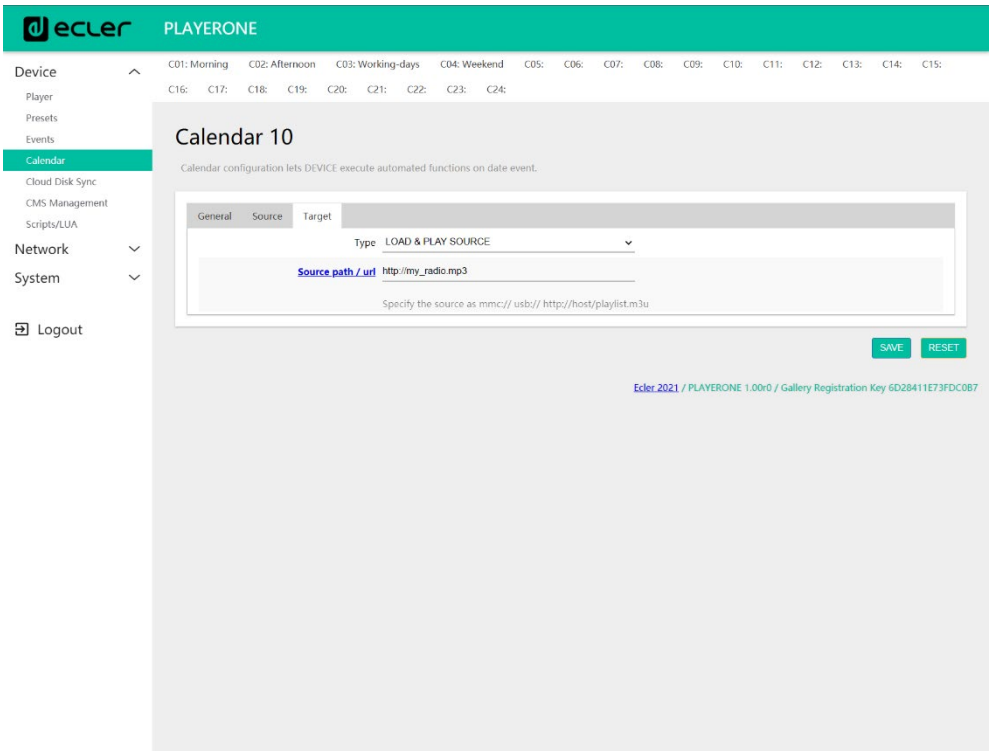 ecler PLAYERONE
Device
Player
Presets
Events
Calendar
Cloud Disk Sync
CMS Management
Scripts/LUA
Network
System
Logout
C01: Morning C02: Afternoon C03: Working-days C04: Weekend C05: C06: C07: C08: C09: C10: C11: C12: C13: C14: C15:
C16: C17: C18: C19: C20: C21: C22: C23: C24:
Calendar 10
Calendar configuration lets DEVICE execute automated functions on date event.
General Source Target
Type LOAD & PLAY SOURCE
Source path / url http://my_radio.mp3
Specify the source as mmc:// usb:// http://host/playlist.m3u
SAVE RESET
Ecler 2021 / PLAYERONE 1.00r0 / Gallery Registration Key 6D28411E73FDC0B7